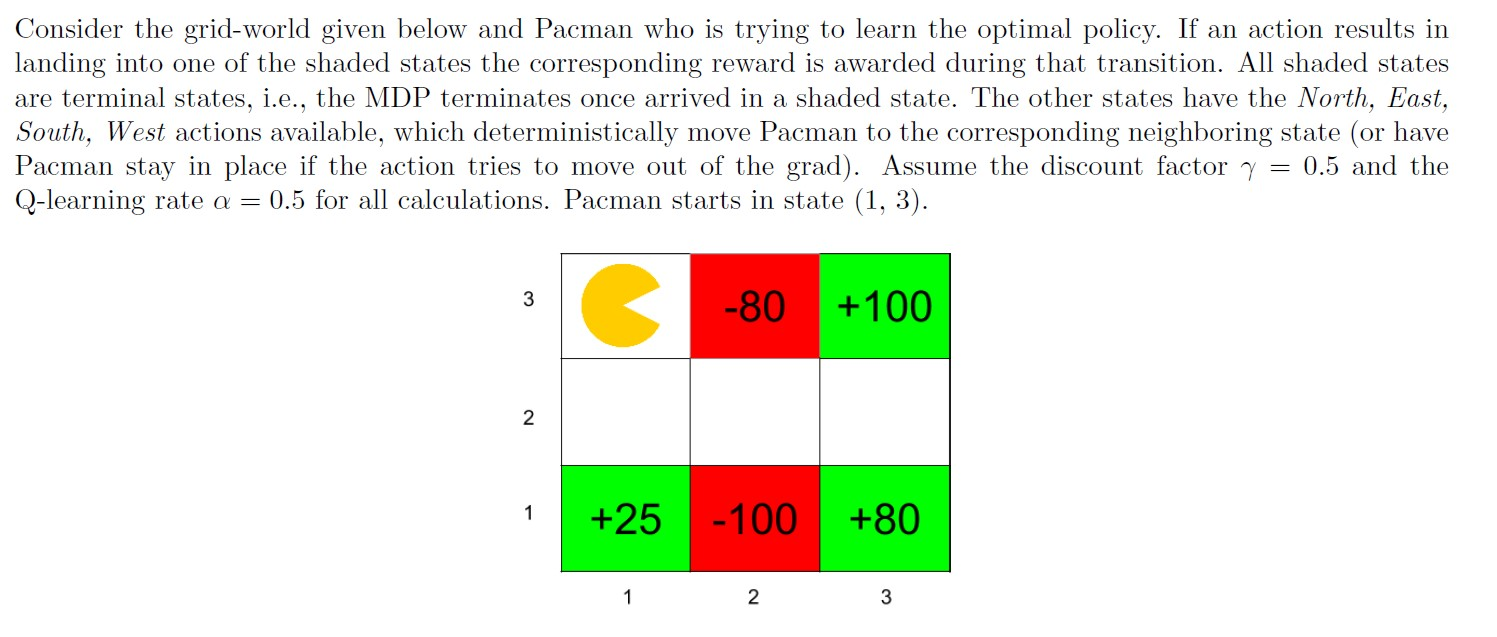 Consider the grid-world given below and Pacman who is trying to learn the optimal policy. If an action results in
landing into one of the shaded states the corresponding reward is awarded during that transition. All shaded states
are terminal states, i.e., the MDP terminates once arrived in a shaded state. The other states have the North, East,
South, West actions available, which deterministically move Pacman to the corresponding neighboring state (or have
Pacman stay in place if the action tries to move out of the grad). Assume the discount factor γ = 0.5 and the
Q-learning rate α = 0.5 for all calculations. Pacman starts in state (1, 3).
3 -80 +100
2
1 +25 -100 +80
1 2 3